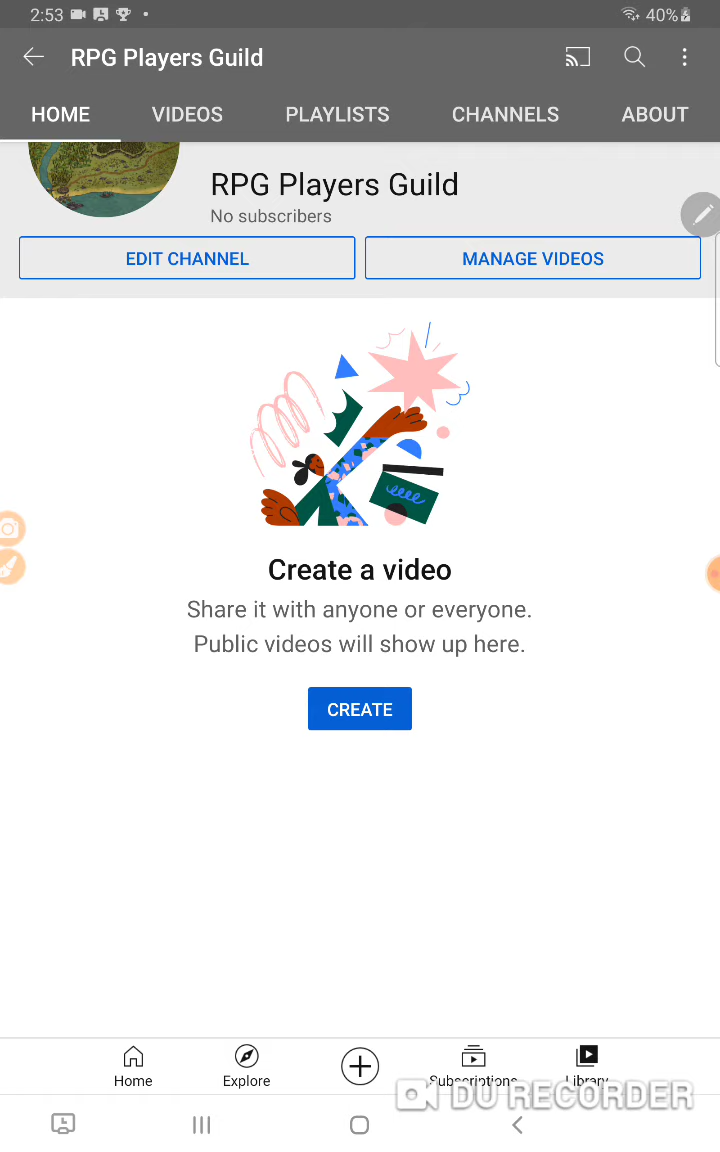 2:53
40%
RPG Players Guild
HOME VIDEOS PLAYLISTS CHANNELS ABOUT
RPG Players Guild
No subscribers
EDIT CHANNEL MANAGE VIDEOS
Create a video
Share it with anyone or everyone.
Public videos will show up here.
CREATE
Home Explore Subscriptions Library
DU RECORDER